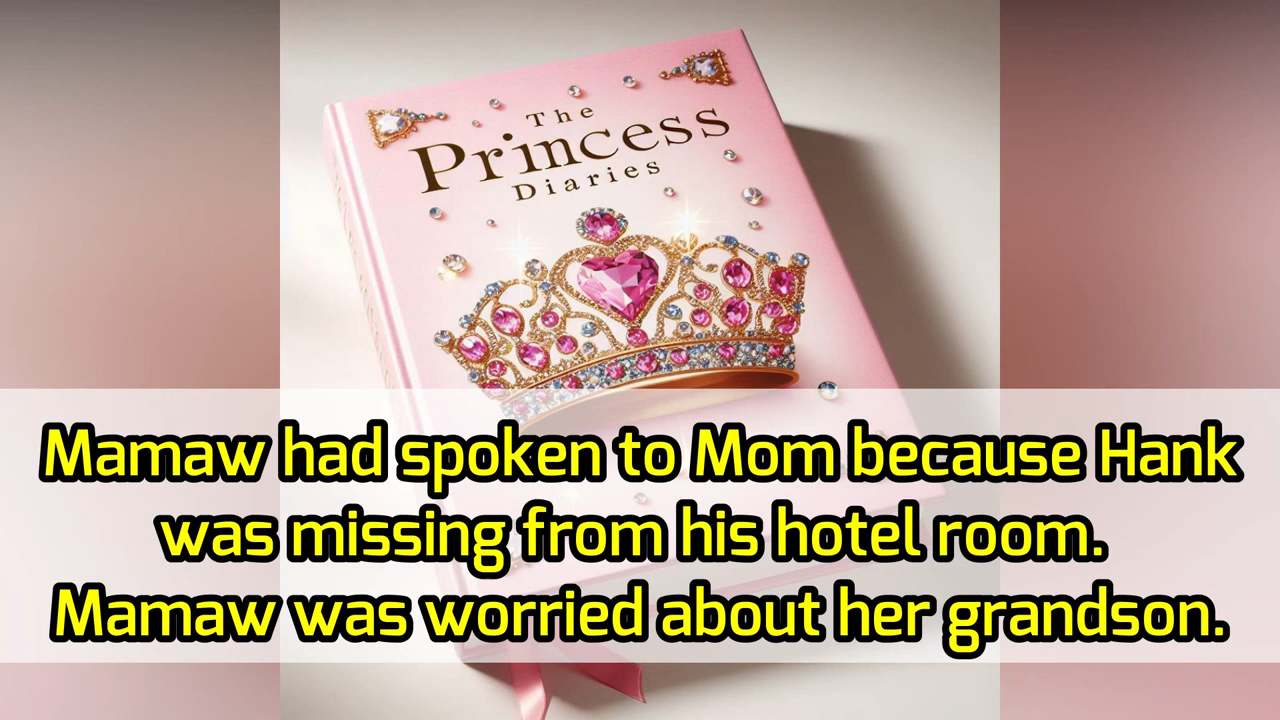 The
Princess
Diaries
Mamaw had spoken to Mom because Hank
was missing from his hotel room.
Mamaw was worried about her grandson.